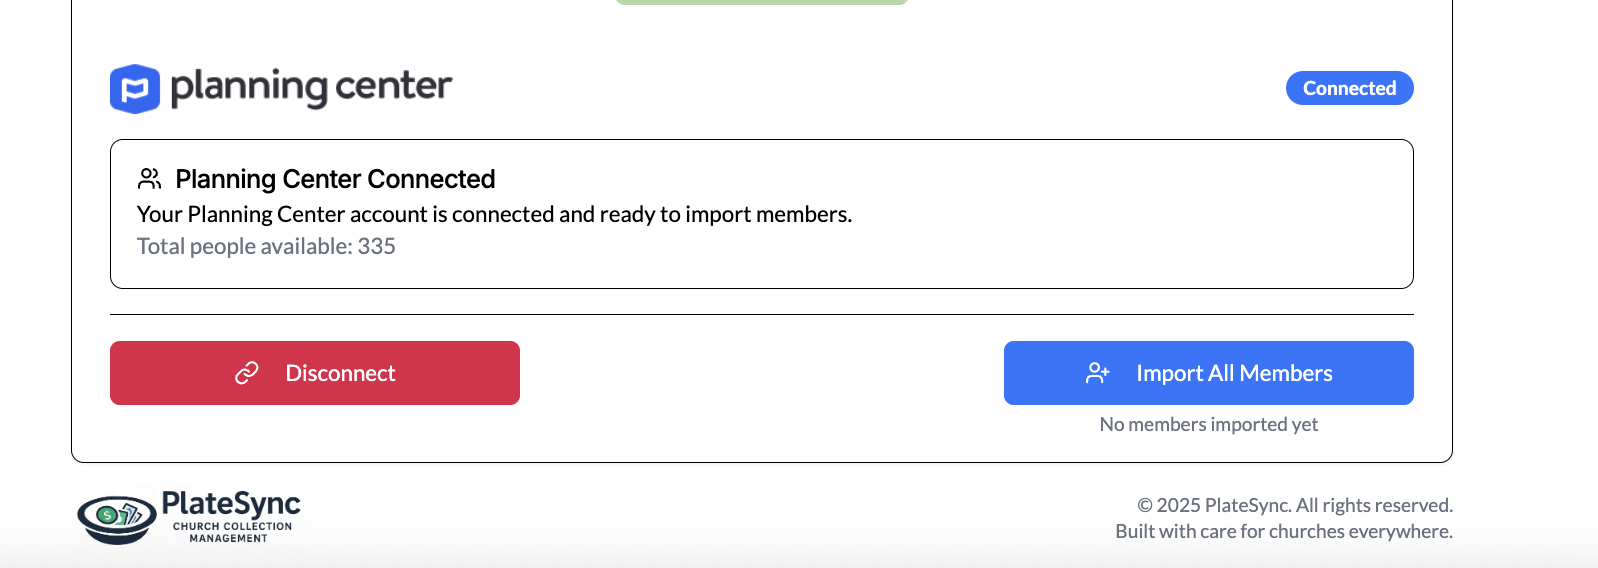 planning center
Connected
Planning Center Connected
Your Planning Center account is connected and ready to import members.
Total people available: 335
Disconnect
Import All Members
No members imported yet
PlateSync
CHURCH COLLECTION
MANAGEMENT
© 2025 PlateSync. All rights reserved.
Built with care for churches everywhere.